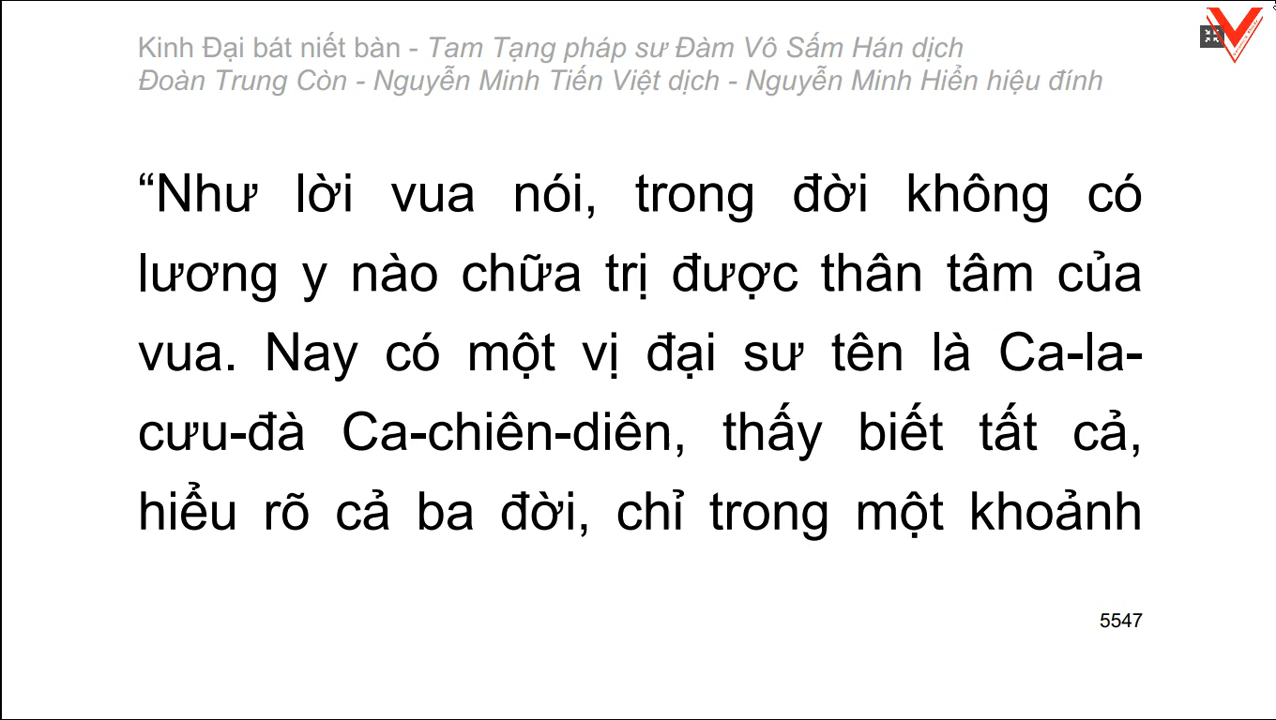 Kinh Đại bát niết bàn - Tam Tạng pháp sư Đàm Vô Sấm Hán dịch
Đoàn Trung Còn - Nguyễn Minh Tiến Việt dịch - Nguyễn Minh Hiển hiệu đính
“Như lời vua nói, trong đời không có
lương y nào chữa trị được thân tâm của
vua. Nay có một vị đại sư tên là Ca-la-
cưu-đà Ca-chiên-diên, thấy biết tất cả,
hiểu rõ cả ba đời, chỉ trong một khoảnh
5547